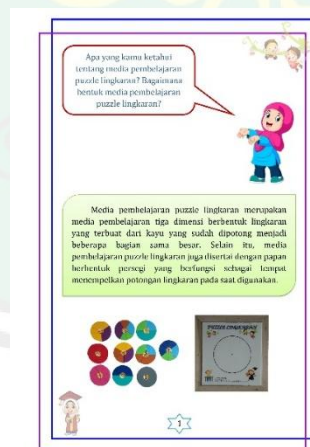 Apa yang kamu ketahui
tentang media pembelajaran
puzzle lingkaran? Bagaimana
bentuk media pembelajaran
puzzle lingkaran?
Media pembelajaran puzzle lingkaran merupakan
media pembelajaran tiga dimensi berbentuk lingkaran
yang terbuat dari kayu yang sudah dipotong menjadi
beberapa bagian sama besar. Selain itu, media
pembelajaran puzzle lingkaran juga disertai dengan papan
berbentuk persegi yang berfungsi sebagai tempat
menempelkan potongan lingkaran pada saat digunakan.
PUZZLE LINGKARAN
1